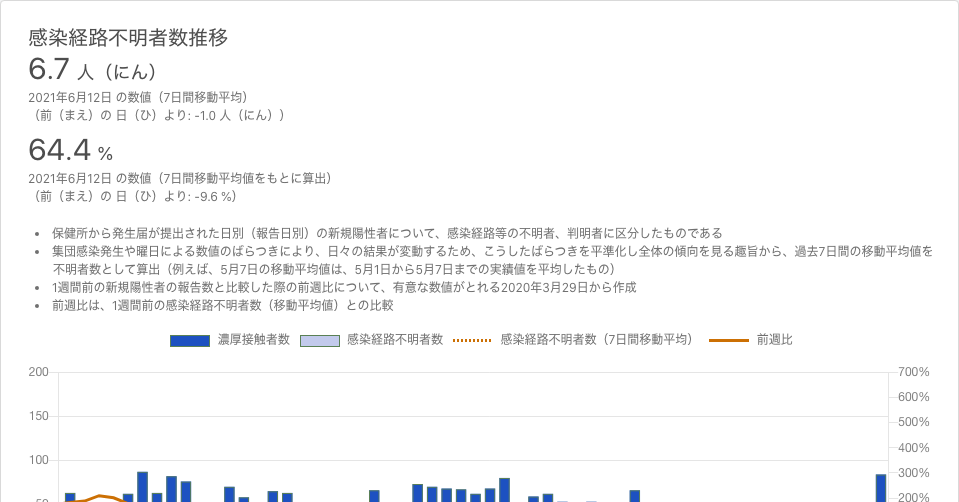 感染経路不明者数推移
6.7 人（にん）
2021年6月12日 の数値（7日間移動平均）
（前（まえ）の 日（ひ）より: -1.0 人（にん））
64.4 %
2021年6月12日 の数値（7日間移動平均値をもとに算出）
（前（まえ）の 日（ひ）より: -9.6 %）
• 保健所から発生届が提出された日別（報告日別）の新規陽性者について、感染経路等の不明者、判明者に区分したものである
• 集団感染発生や曜日による数値のばらつきにより、日々の結果が変動するため、こうしたばらつきを平準化し全体の傾向を見る趣旨から、過去7日間の移動平均値を
不明者数として算出（例えば、5月7日の移動平均値は、5月1日から5月7日までの実績値を平均したもの）
• 1週間前の新規陽性者の報告数と比較した際の前週比について、有意な数値がとれる2020年3月29日から作成
• 前週比は、1週間前の感染経路不明者数（移動平均値）との比較
濃厚接触者数 感染経路不明者数 感染経路不明者数（7日間移動平均） 前週比
200 700%
600%
150 500%
400%
100 300%
50 200%